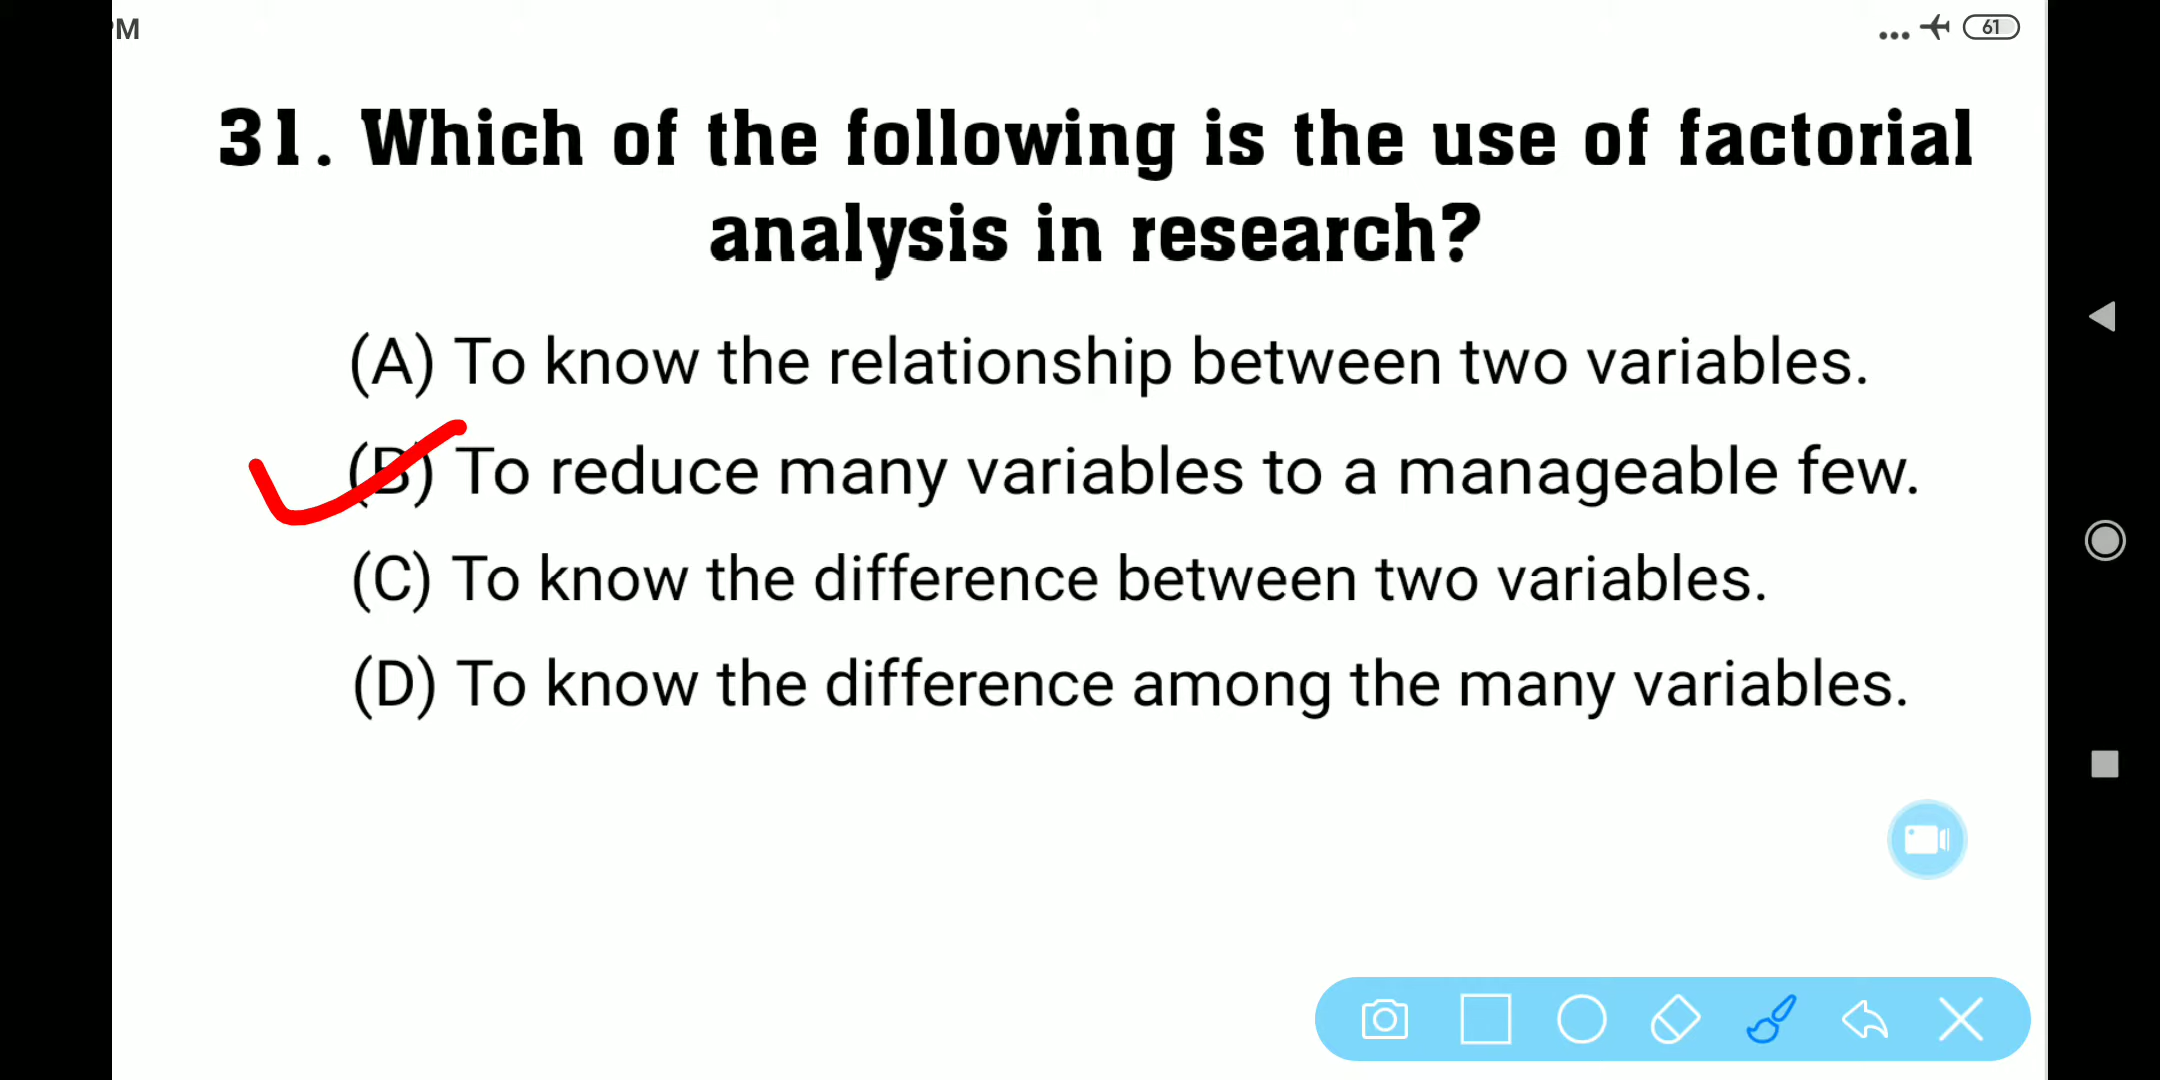 PM
61
31. Which of the following is the use of factorial
analysis in research?
(A) To know the relationship between two variables.
(B) To reduce many variables to a manageable few.
(C) To know the difference between two variables.
(D) To know the difference among the many variables.